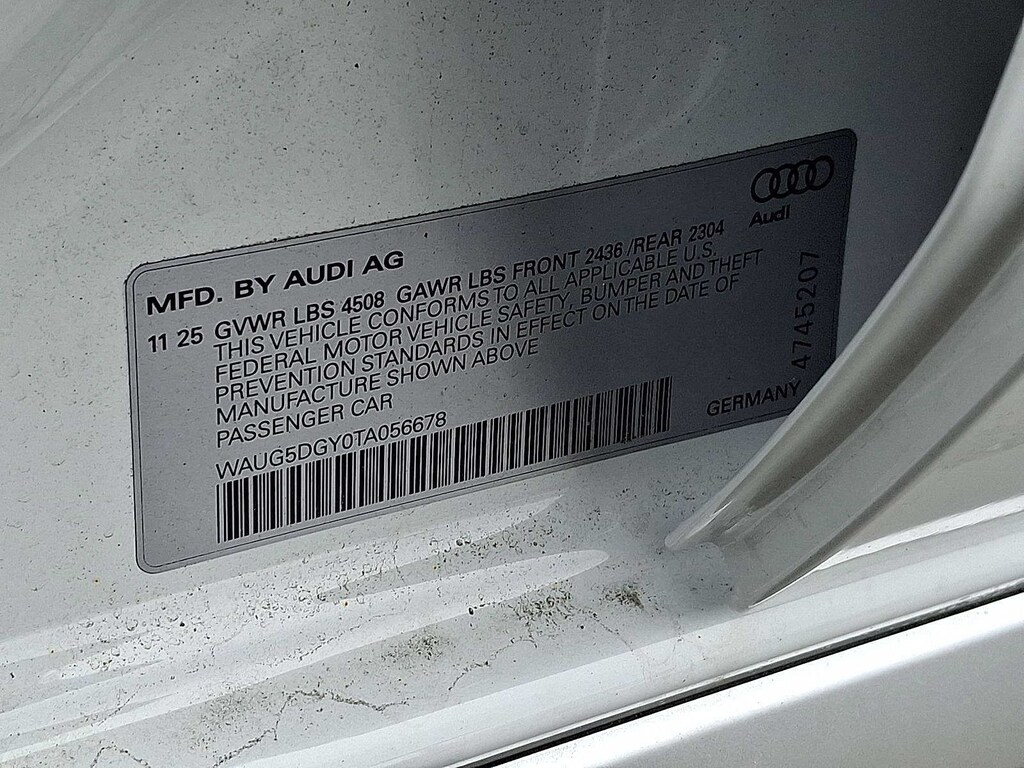 Audi
MFD. BY AUDI AG
11 25 GVWR LBS 4508 GAWR LBS FRONT 2436 /REAR 2304
THIS VEHICLE CONFORMS TO ALL APPLICABLE U.S.
FEDERAL MOTOR VEHICLE SAFETY, BUMPER AND THEFT
PREVENTION STANDARDS IN EFFECT ON THE DATE OF
MANUFACTURE SHOWN ABOVE
PASSENGER CAR
WAUG5DGY0TA056678
GERMANY
4745207